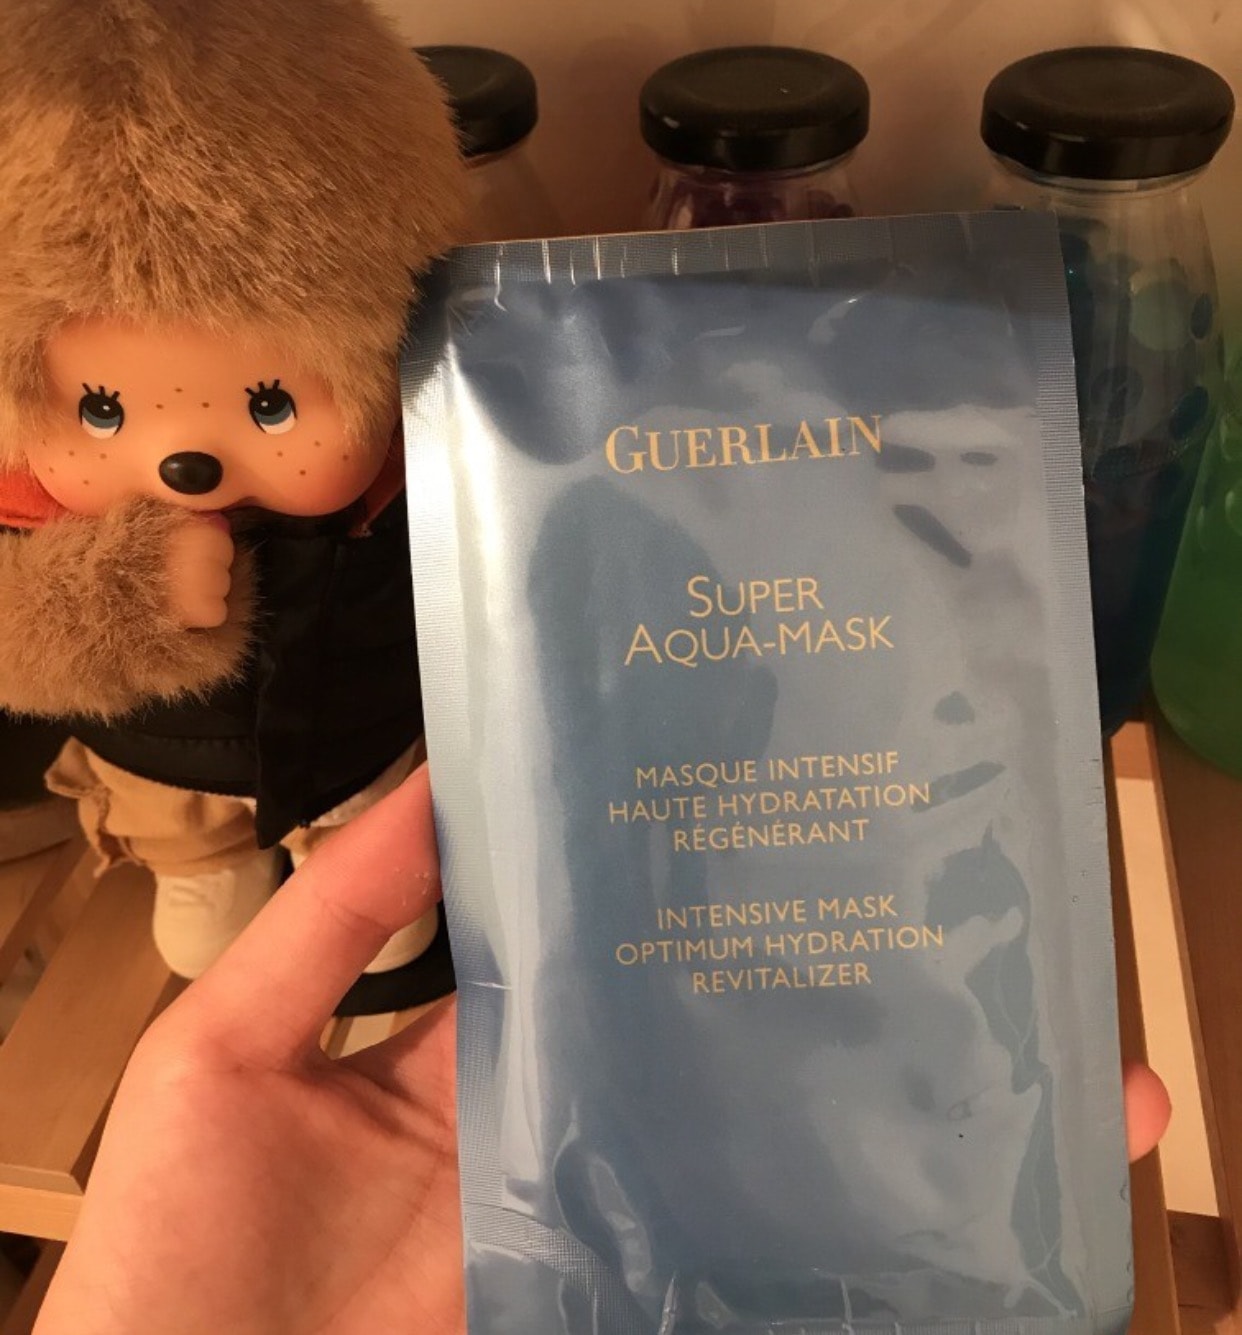 GUERLAIN
SUPER
AQUA-MASK
MASQUE INTENSIF
HAUTE HYDRATATION
RÉGÉNÉRANT
INTENSIVE MASK
OPTIMUM HYDRATION
REVITALIZER